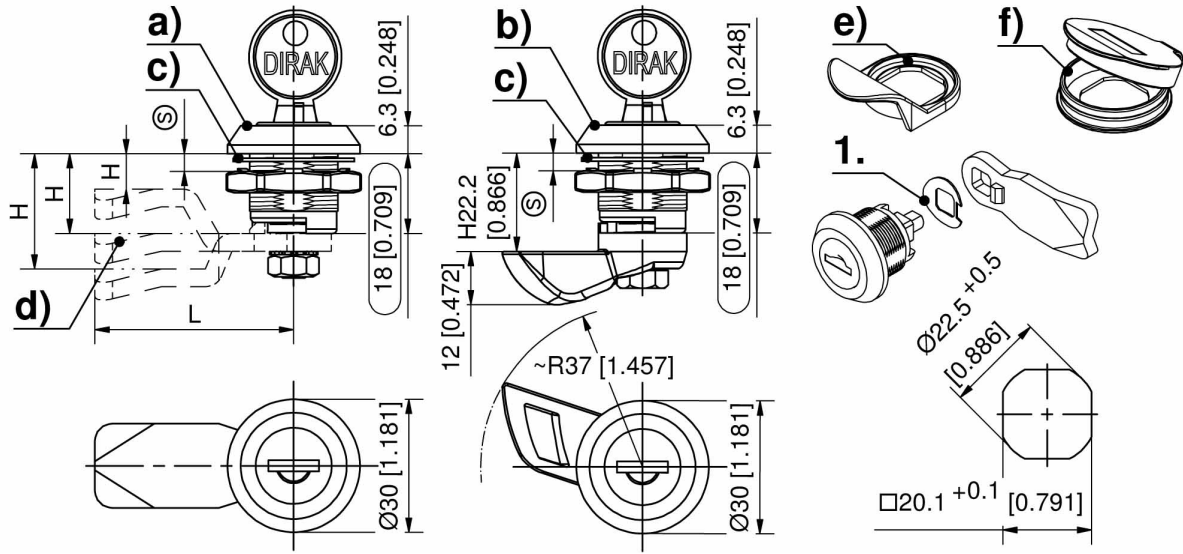 a)
c)
Ⓢ
DIRAK
6.3 [0.248]
H
H
H
18 [0.709]
d)
L
Ø30 [1.181]
b)
c)
DIRAK
6.3 [0.248]
H22.2
[0.866]
Ⓢ
18 [0.709]
12 [0.472]
~R37 [1.457]
Ø30 [1.181]
e)
f)
1.
Ø22.5 +0.5
[0.886]
□20.1 +0.1 [0.791]